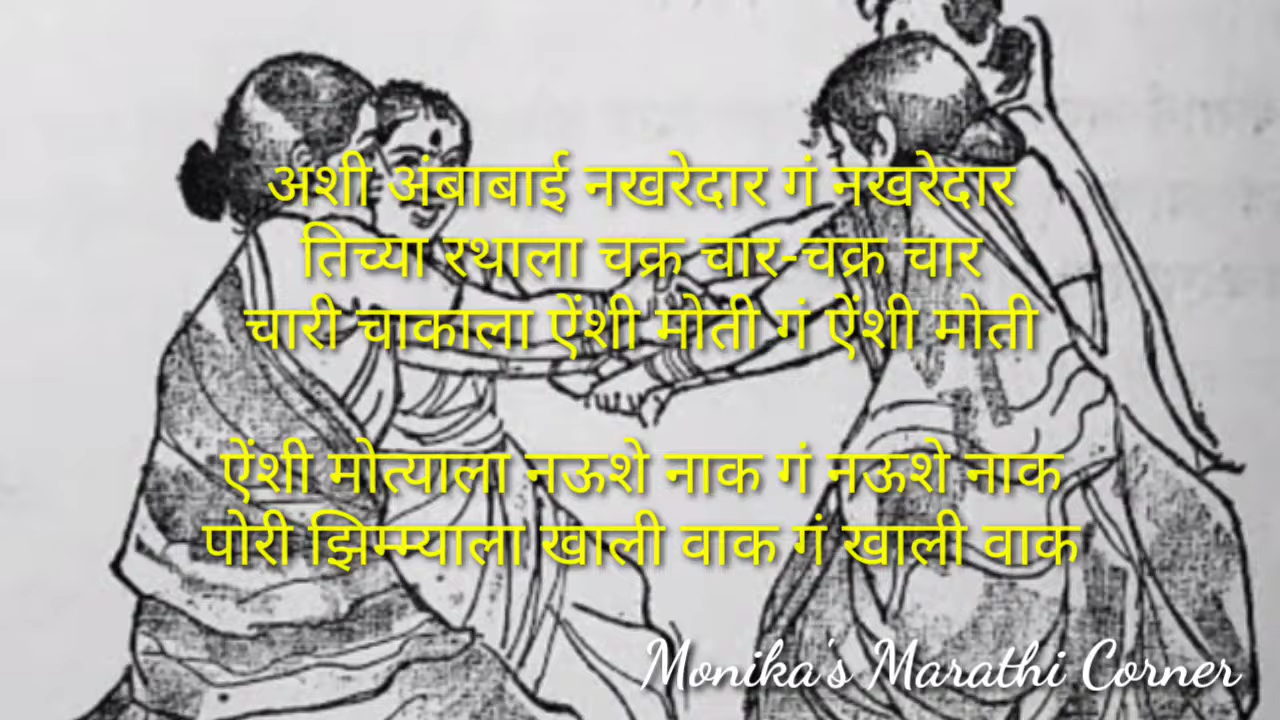 अशी अंबाबाई नखरेदार गं नखरेदार
तिच्या रथाला चक्र चार-चक्र चार
चारी चाकाला ऐंशी मोती गं ऐंशी मोती
ऐंशी मोत्याला नऊशे नाक गं नऊशे नाक
पोरी झिम्म्याला खाली वाक गं खाली वाक
Monika's Marathi Corner